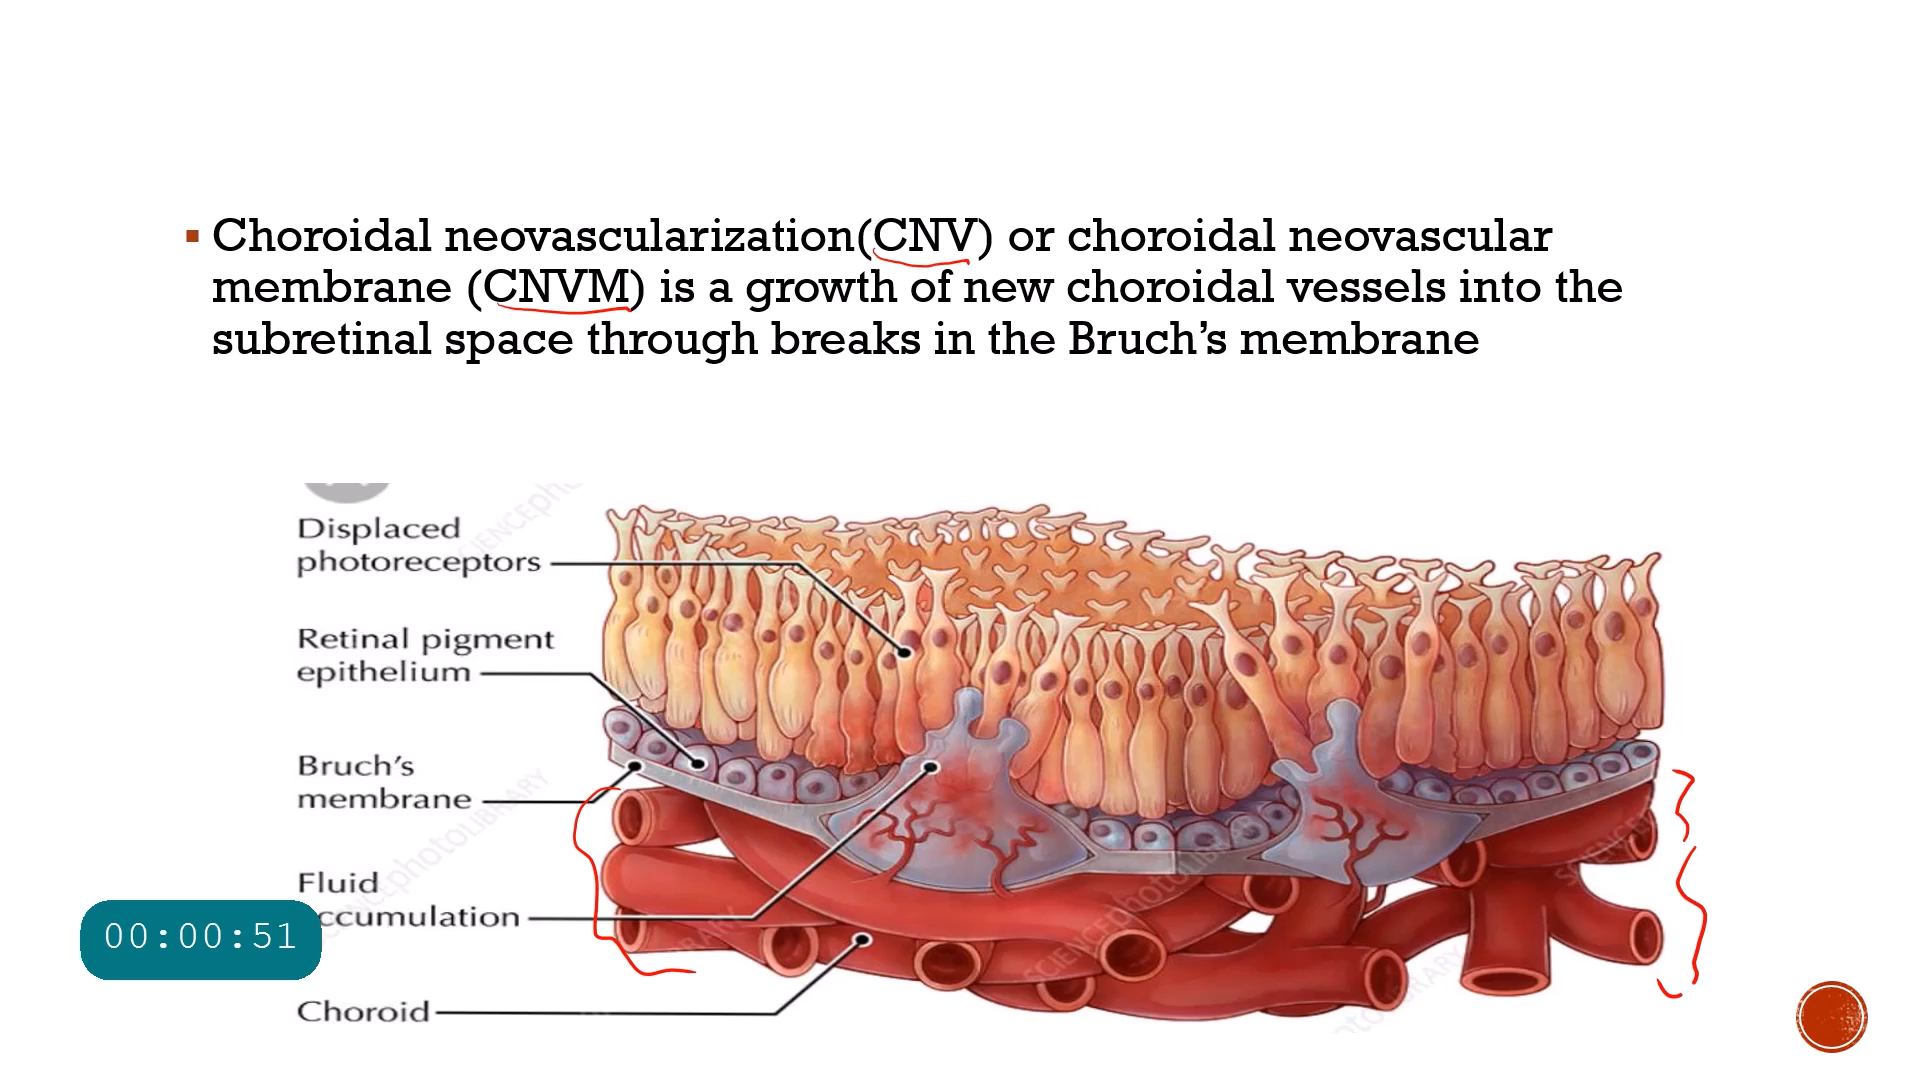 ▪ Choroidal neovascularization(CNV) or choroidal neovascular
membrane (CNVM) is a growth of new choroidal vessels into the
subretinal space through breaks in the Bruch’s membrane
Displaced
photoreceptors
Retinal pigment
epithelium
Bruch’s
membrane
Fluid
ccumulation
00:00:51
Choroid
SCIENCEphotoLIBRARY